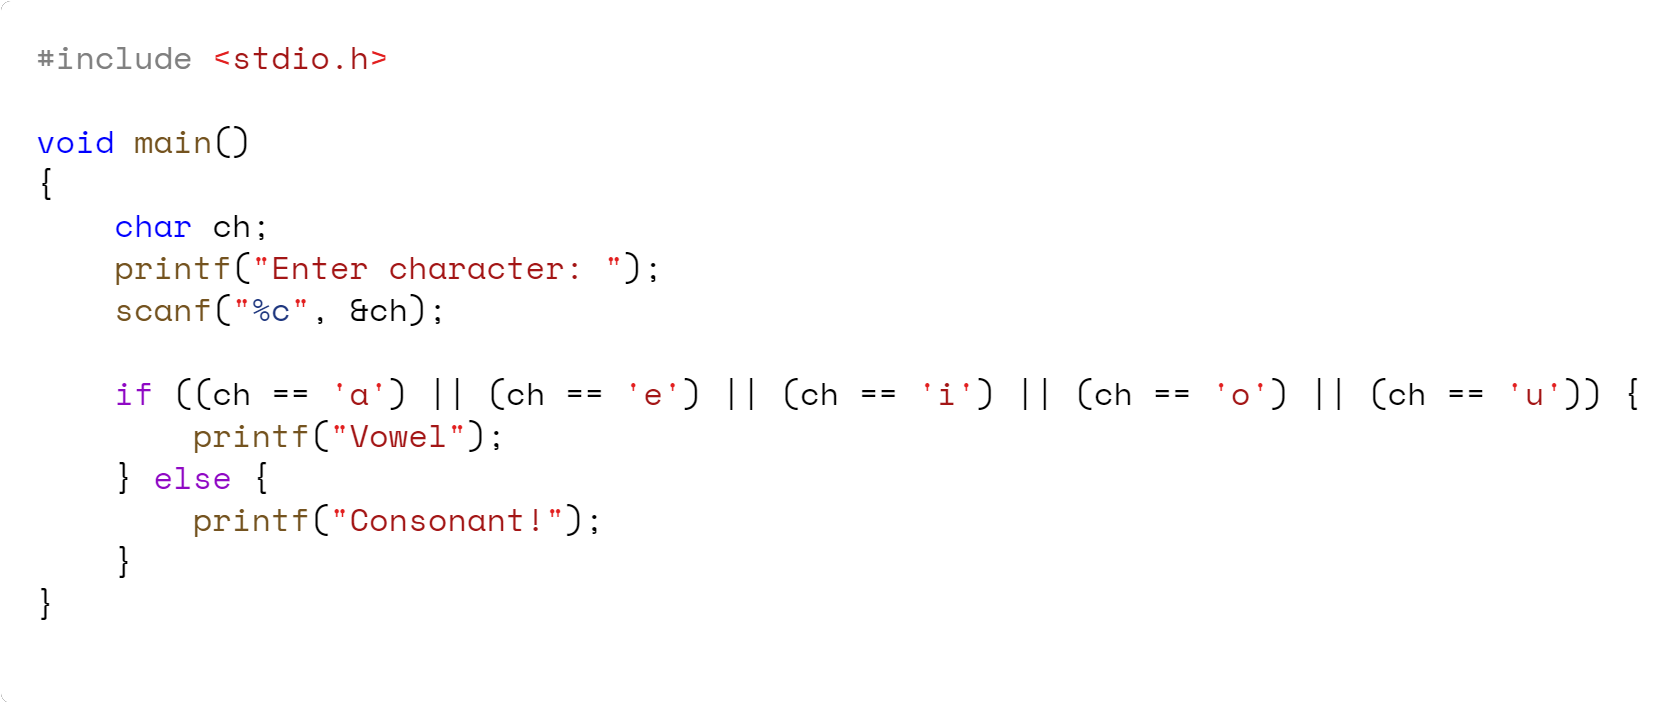 #include <stdio.h>

void main()
{
    char ch;
    printf("Enter character: ");
    scanf("%c", &ch);

    if ((ch == 'a') || (ch == 'e') || (ch == 'i') || (ch == 'o') || (ch == 'u')) {
        printf("Vowel");
    } else {
        printf("Consonant!");
    }
}